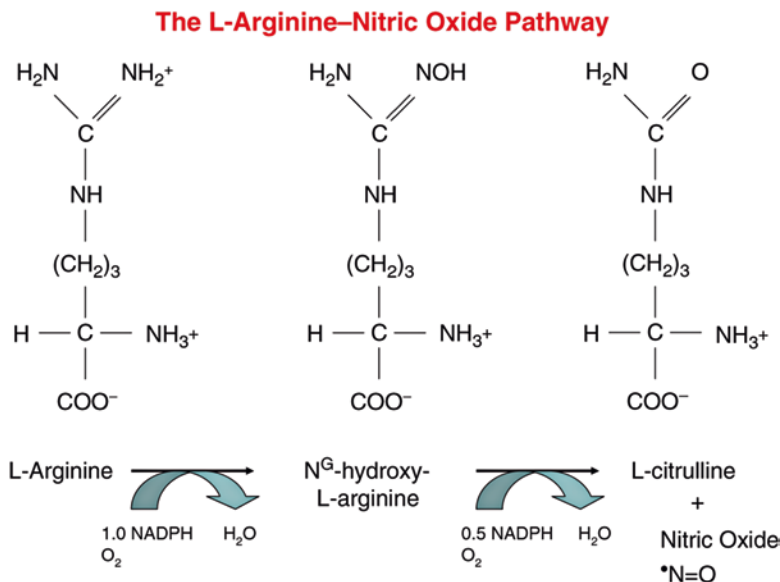 The L-Arginine–Nitric Oxide Pathway
H₂N NH₂⁺
C
NH
(CH₂)₃
H C NH₃⁺
COO⁻
H₂N NOH
C
NH
(CH₂)₃
H C NH₃⁺
COO⁻
H₂N O
C
NH
(CH₂)₃
H C NH₃⁺
COO⁻
L-Arginine
1.0 NADPH H₂O
O₂
Nᴳ-hydroxy-
L-arginine
0.5 NADPH H₂O
O₂
L-citrulline
+
Nitric Oxide
•N=O